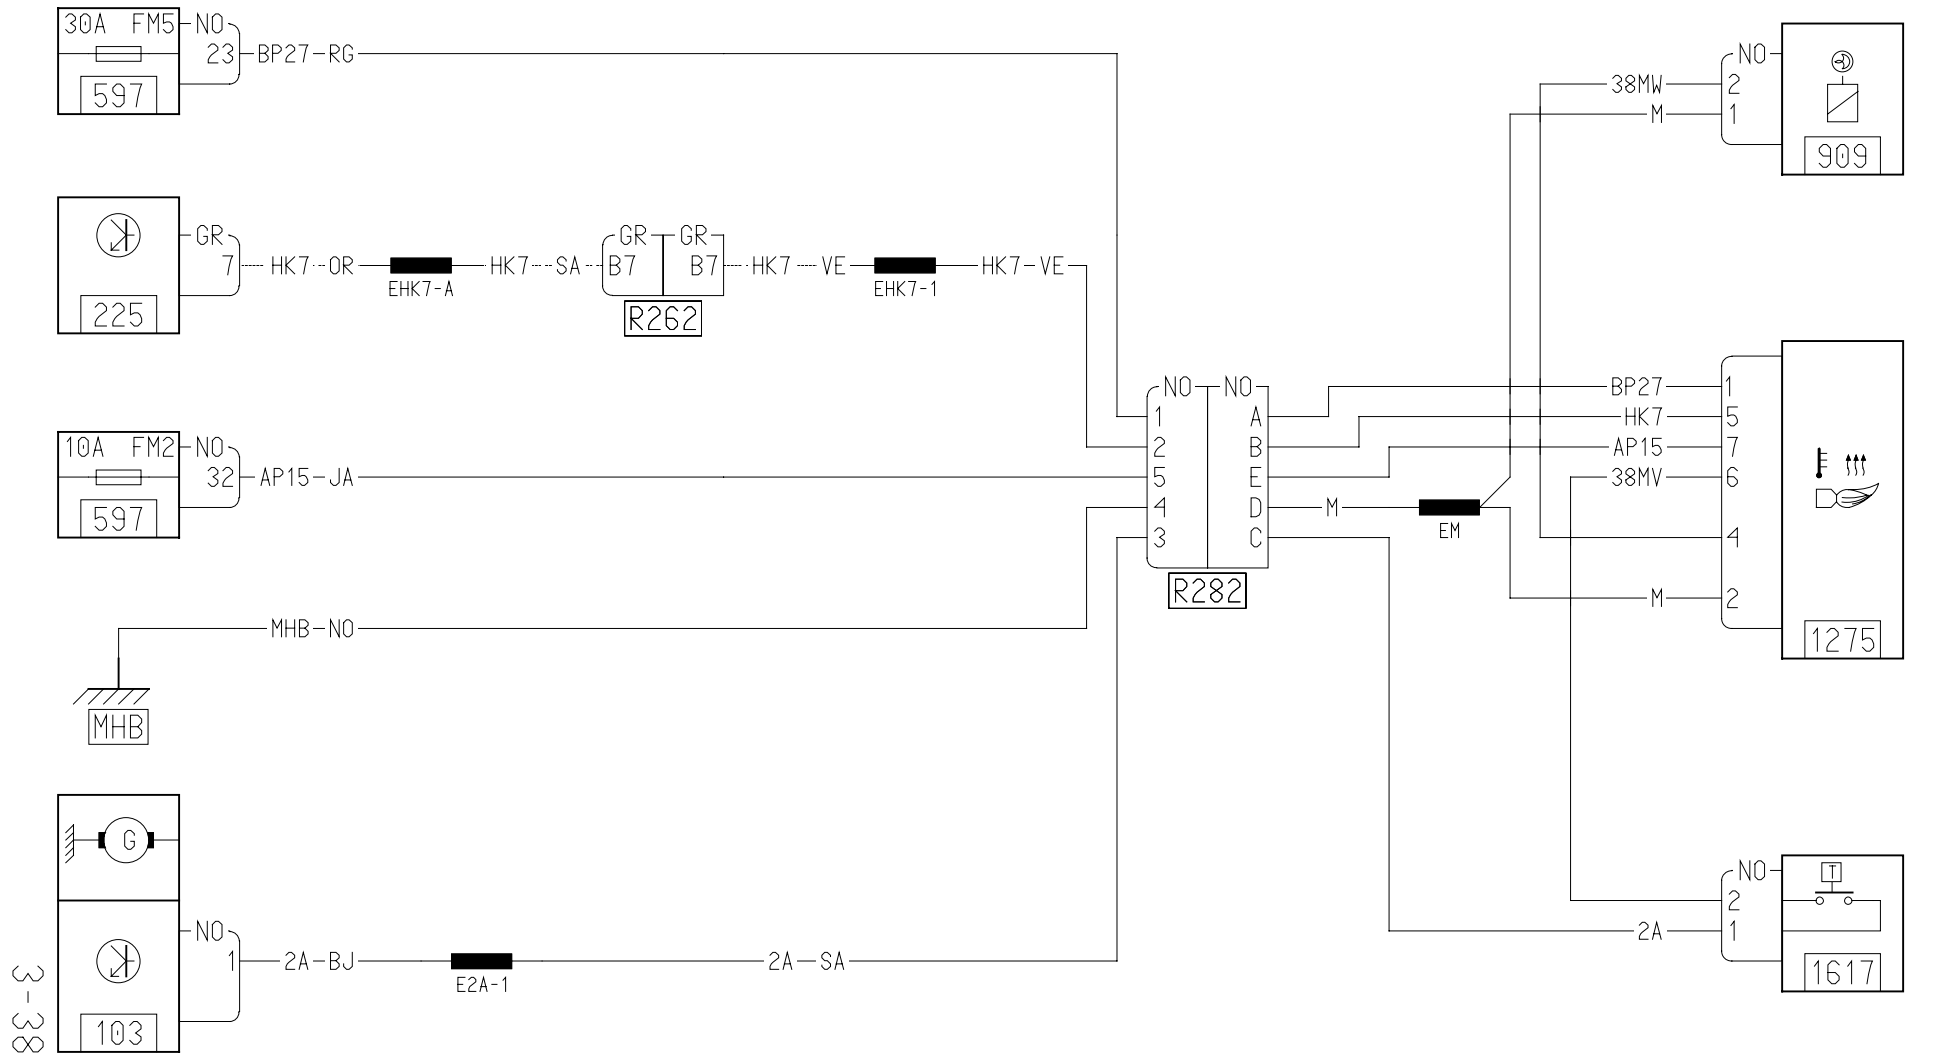 30A FM5 NO
23 BP27-RG
597
NO
38MW 2
M 1
909
GR
7 HK7-OR
EHK7-A
HK7-SA
GR GR
B7 B7
R262
HK7-VE
EHK7-1
HK7-VE
225
10A FM2 NO
32 AP15-JA
597
NO NO
1 A
2 B
5 E
4 D
3 C
R282
M
EM
BP27 1
HK7 5
AP15 7
38MV 6
4
M 2
1275
MHB-NO
MHB
G
NO
1 2A-BJ
E2A-1
2A-SA
103
NO
T
2
2A 1
1617
3-38